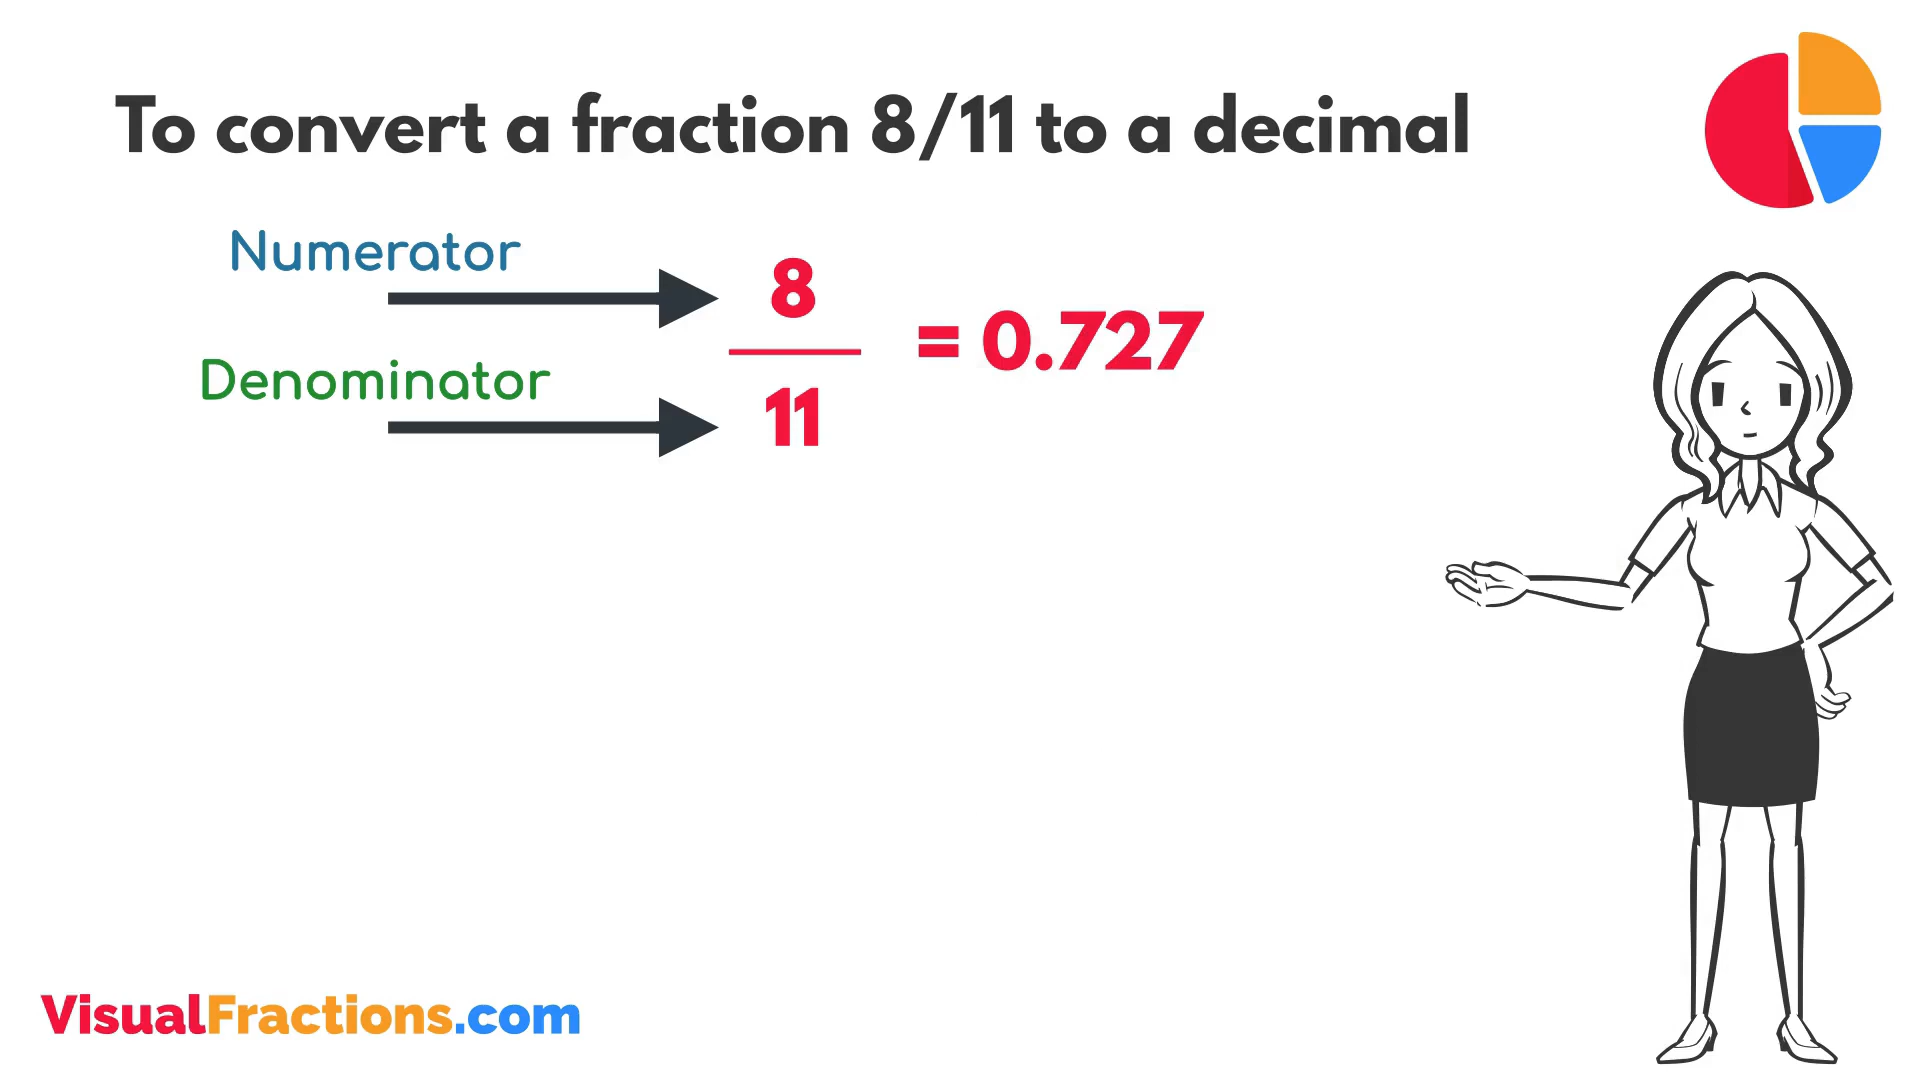 To convert a fraction 8/11 to a decimal
Numerator
8
= 0.727
Denominator
11
VisualFractions.com